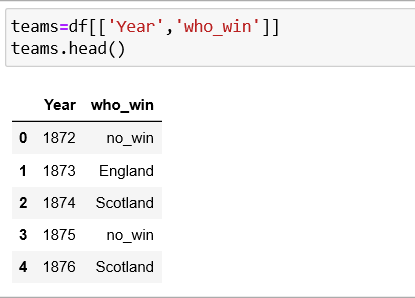 teams=df[['Year','who_win']]
teams.head()
Year who_win
0 1872 no_win
1 1873 England
2 1874 Scotland
3 1875 no_win
4 1876 Scotland